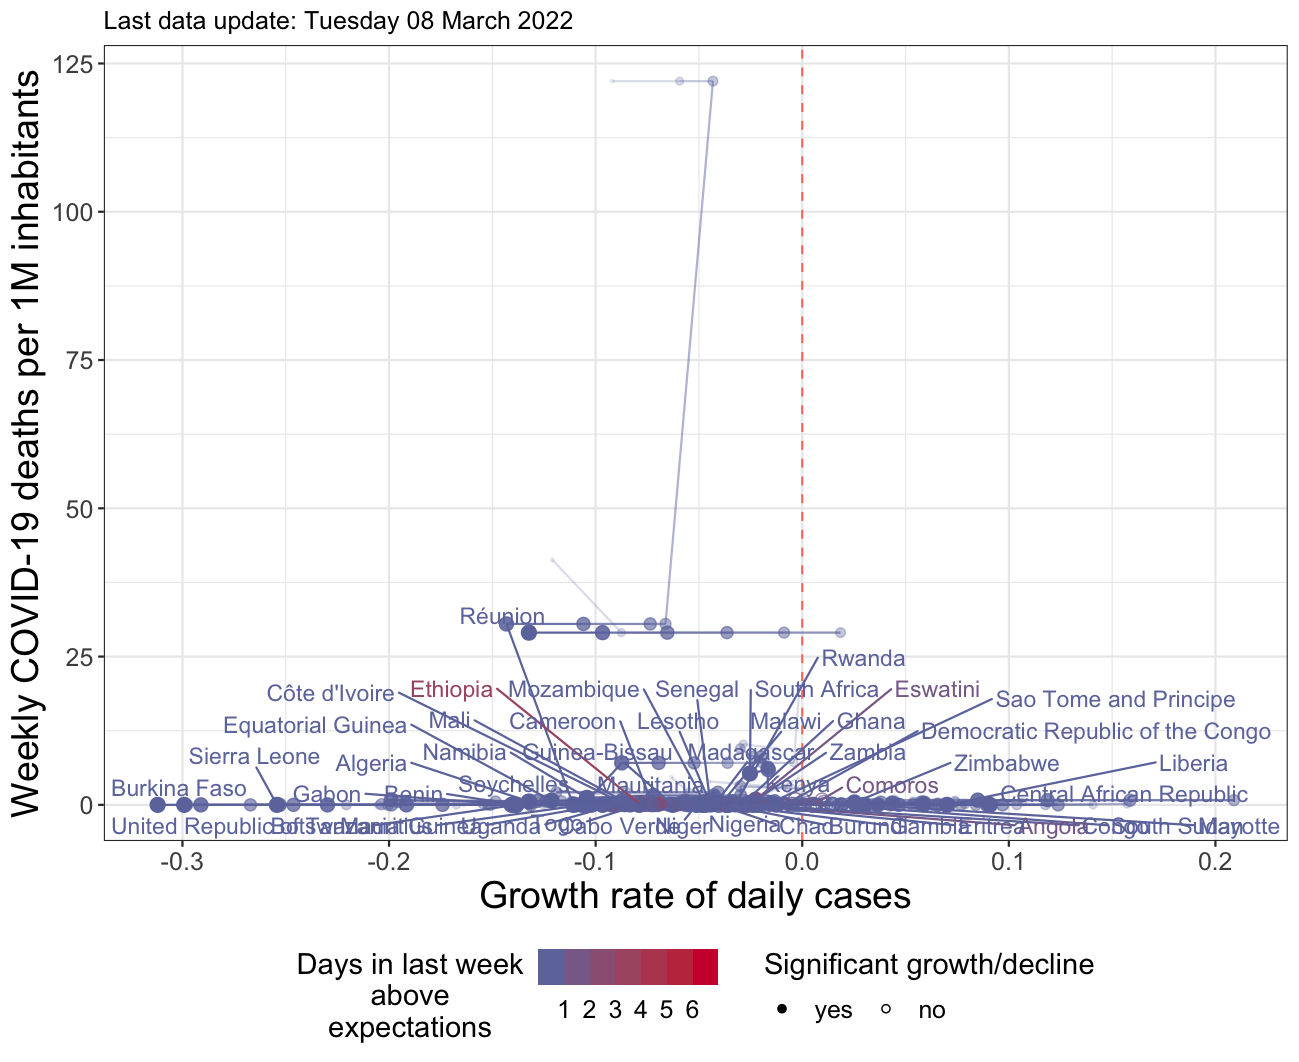 Last data update: Tuesday 08 March 2022
Weekly COVID-19 deaths per 1M inhabitants
125
100
75
50
25
0
Réunion
Rwanda
Côte d'Ivoire
Ethiopia
Mozambique
Senegal
South Africa
Eswatini
Sao Tome and Principe
Equatorial Guinea
Mali
Cameroon
Lesotho
Malawi
Ghana
Democratic Republic of the Congo
Sierra Leone
Algeria
Namibia
Guinea-Bissau
Madagascar
Zambia
Zimbabwe
Liberia
Burkina Faso
Gabon
Benin
Seychelles
Mauritania
Kenya
Comoros
Central African Republic
United Republic of Tanzania
Botswana
Mauritius
Guinea
Uganda
Togo
Cabo Verde
Niger
Nigeria
Chad
Burundi
Gambia
Eritrea
Angola
Congo
South Sudan
Mayotte
-0.3 -0.2 -0.1 0.0 0.1 0.2
Growth rate of daily cases
Days in last week
above
expectations
1 2 3 4 5 6
Significant growth/decline
yes no